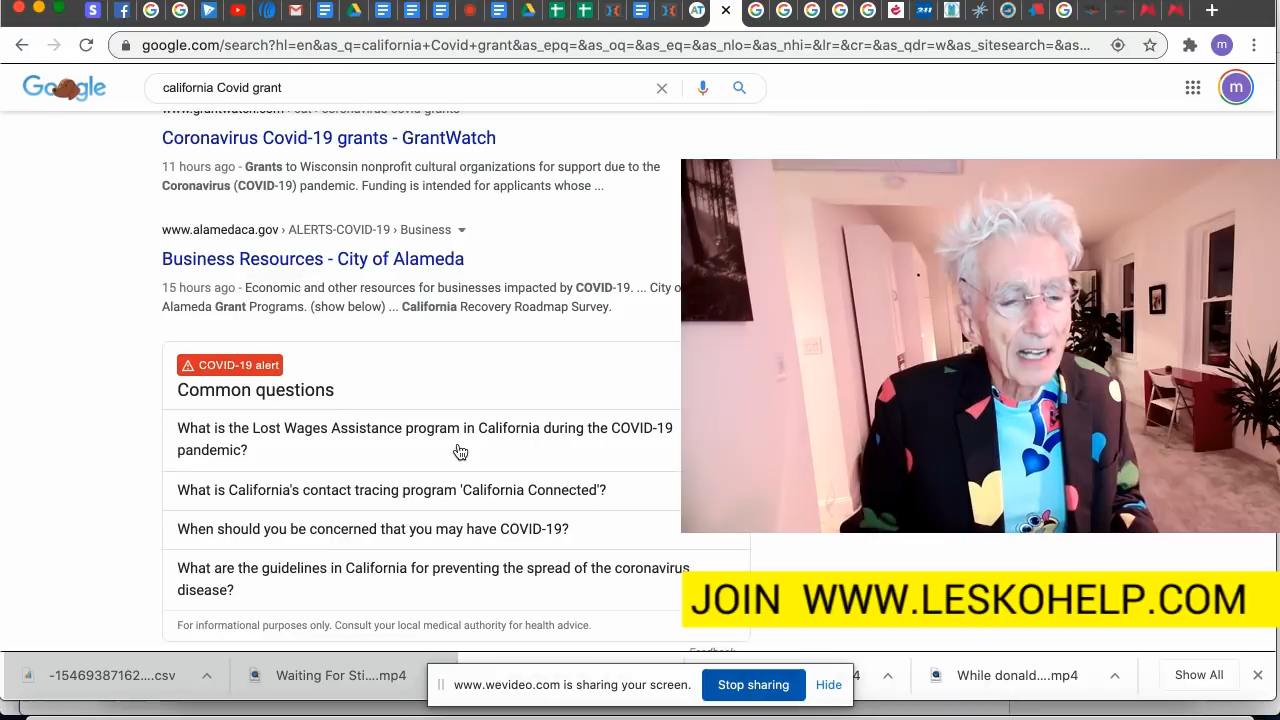 google.com/search?hl=en&as_q=california+Covid+grant&as_epq=&as_oq=&as_eq=&as_nlo=&as_nhi=&lr=&cr=&as_qdr=w&as_sitesearch=&as...
m
Google
california Covid grant
m
Coronavirus Covid-19 grants - GrantWatch
11 hours ago - Grants to Wisconsin nonprofit cultural organizations for support due to the
Coronavirus (COVID-19) pandemic. Funding is intended for applicants whose ...
www.alamedaca.gov › ALERTS-COVID-19 › Business
Business Resources - City of Alameda
15 hours ago - Economic and other resources for businesses impacted by COVID-19. ... City o
Alameda Grant Programs. (show below) ... California Recovery Roadmap Survey.
COVID-19 alert
Common questions
What is the Lost Wages Assistance program in California during the COVID-19
pandemic?
What is California's contact tracing program 'California Connected'?
When should you be concerned that you may have COVID-19?
What are the guidelines in California for preventing the spread of the coronavirus
disease?
For informational purposes only. Consult your local medical authority for health advice.
JOIN WWW.LESKOHELP.COM
-15469387162....csv
Waiting For Sti....mp4
www.wevideo.com is sharing your screen.
Stop sharing
Hide
While donald....mp4
Show All